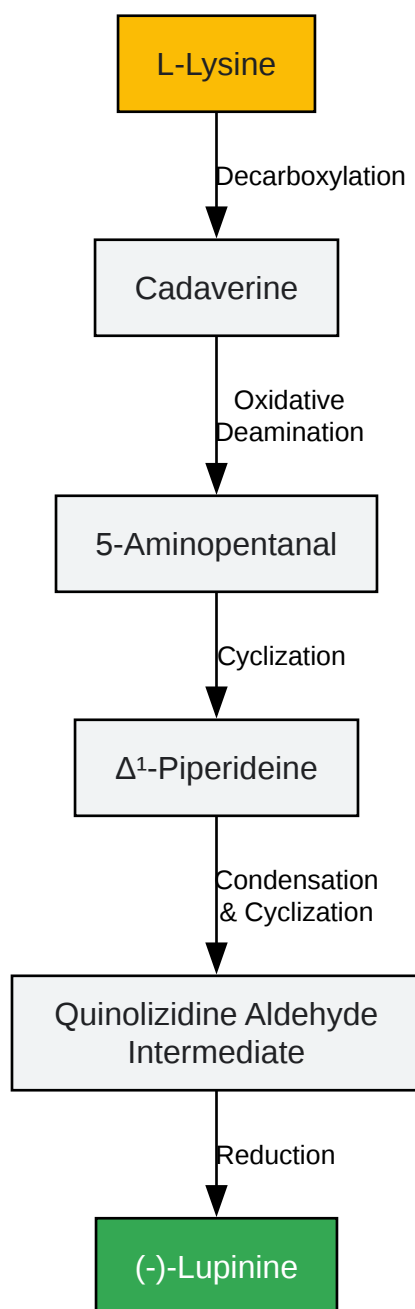 L-Lysine
Decarboxylation
Cadaverine
Oxidative
Deamination
5-Aminopentanal
Cyclization
Δ¹-Piperideine
Condensation
& Cyclization
Quinolizidine Aldehyde
Intermediate
Reduction
(-)-Lupinine